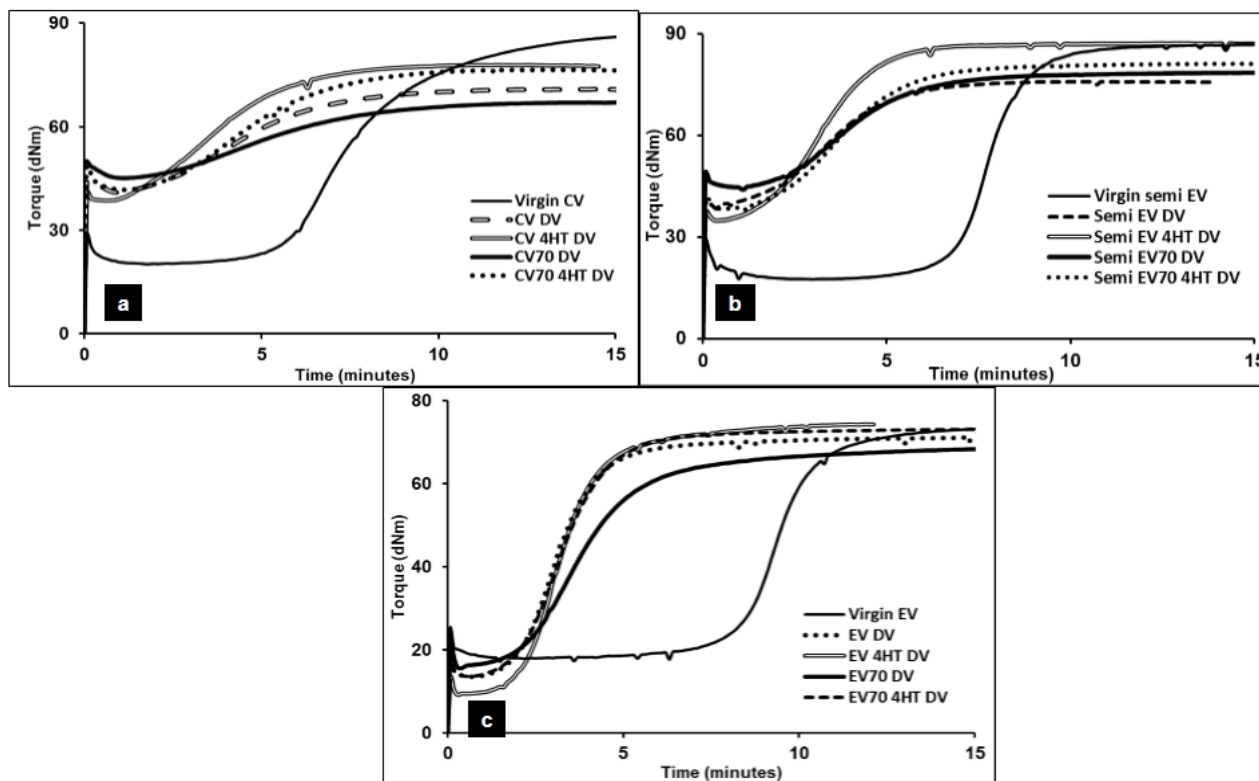 90
60
30
0
Torque (dNm)
Virgin CV
CV DV
CV 4HT DV
CV70 DV
CV70 4HT DV
a
0
5
10
15
Time (minutes)
90
60
30
0
Torque (dNm)
Virgin semi EV
Semi EV DV
Semi EV 4HT DV
Semi EV70 DV
Semi EV70 4HT DV
b
0
5
10
15
Time (minutes)
80
60
40
20
0
Torque (dNm)
Virgin EV
EV DV
EV 4HT DV
EV70 DV
EV70 4HT DV
c
0
5
10
15
Time (minutes)